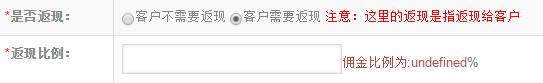 *是否返现： 客户不需要返现 客户需要返现 注意：这里的返现是指返现给客户
*返现比例： 佣金比例为:undefined%